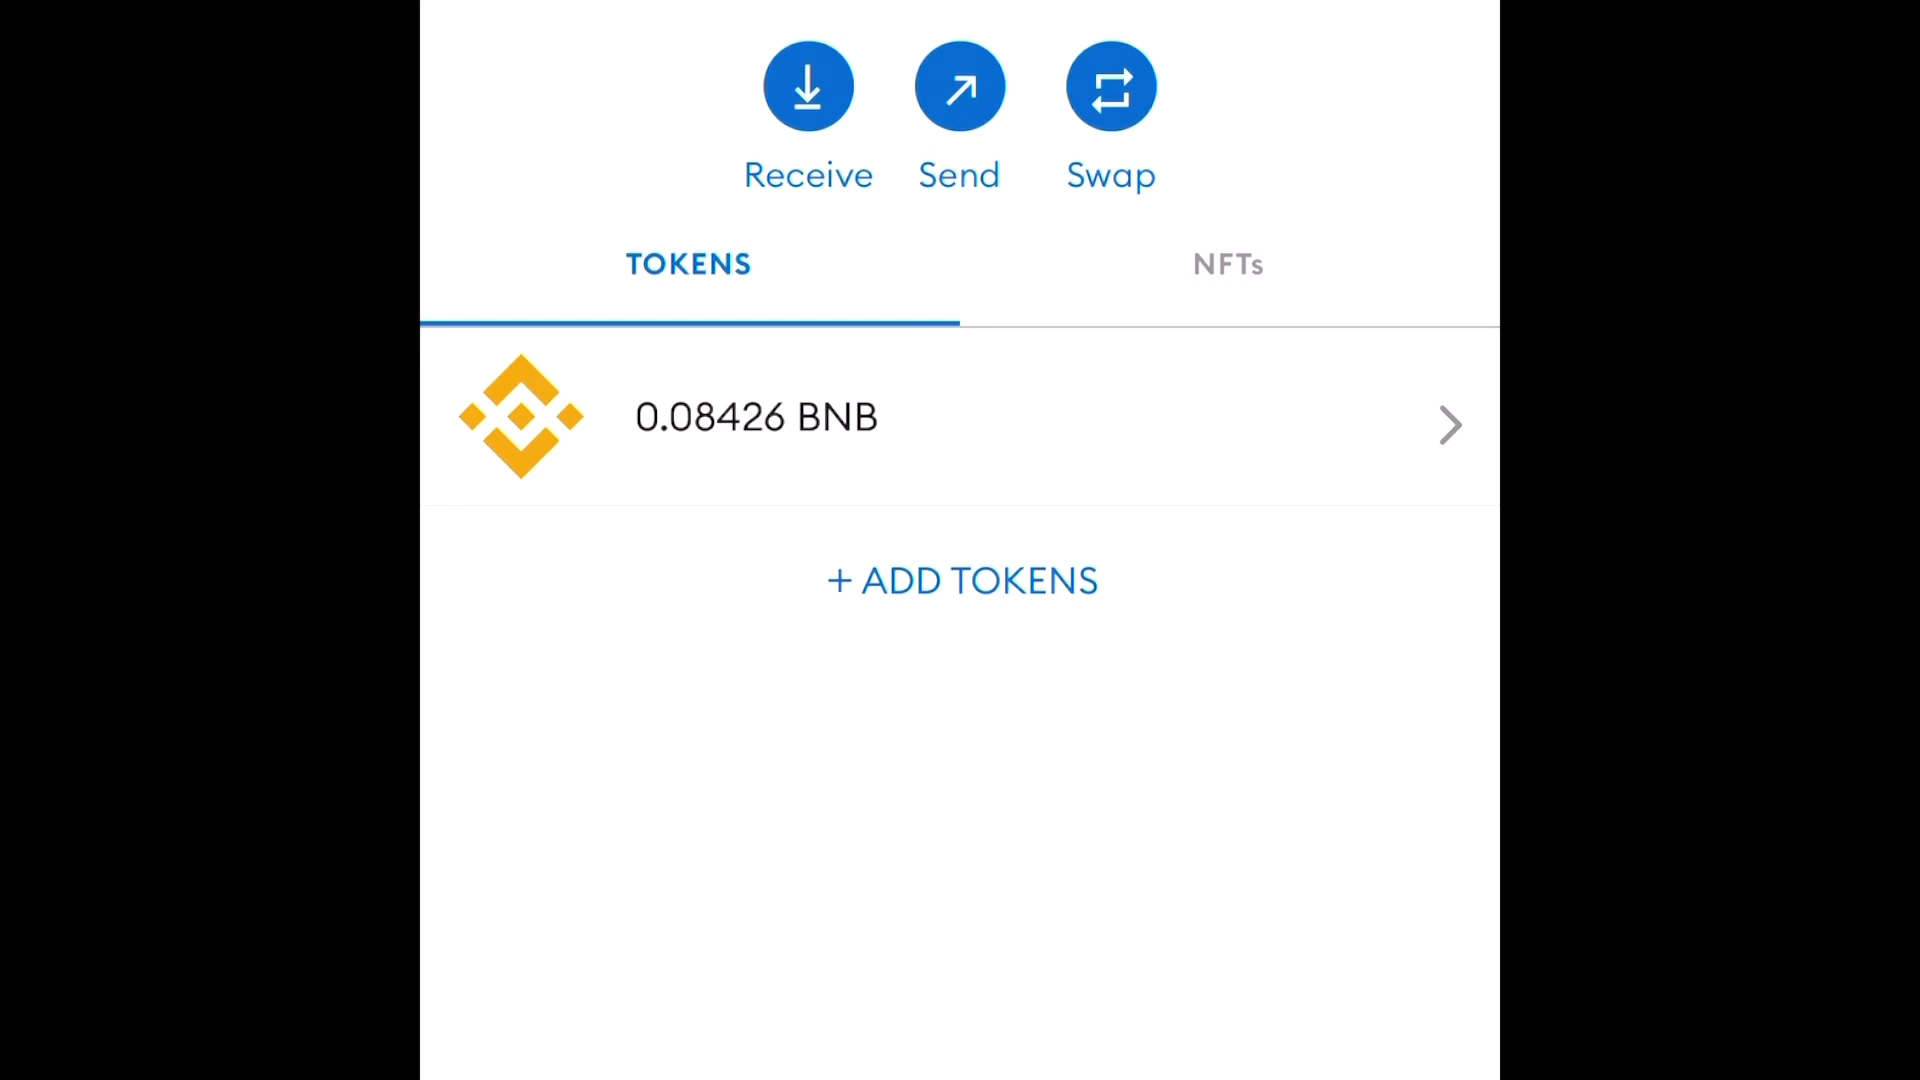 Receive Send Swap
TOKENS NFTs
0.08426 BNB
+ ADD TOKENS